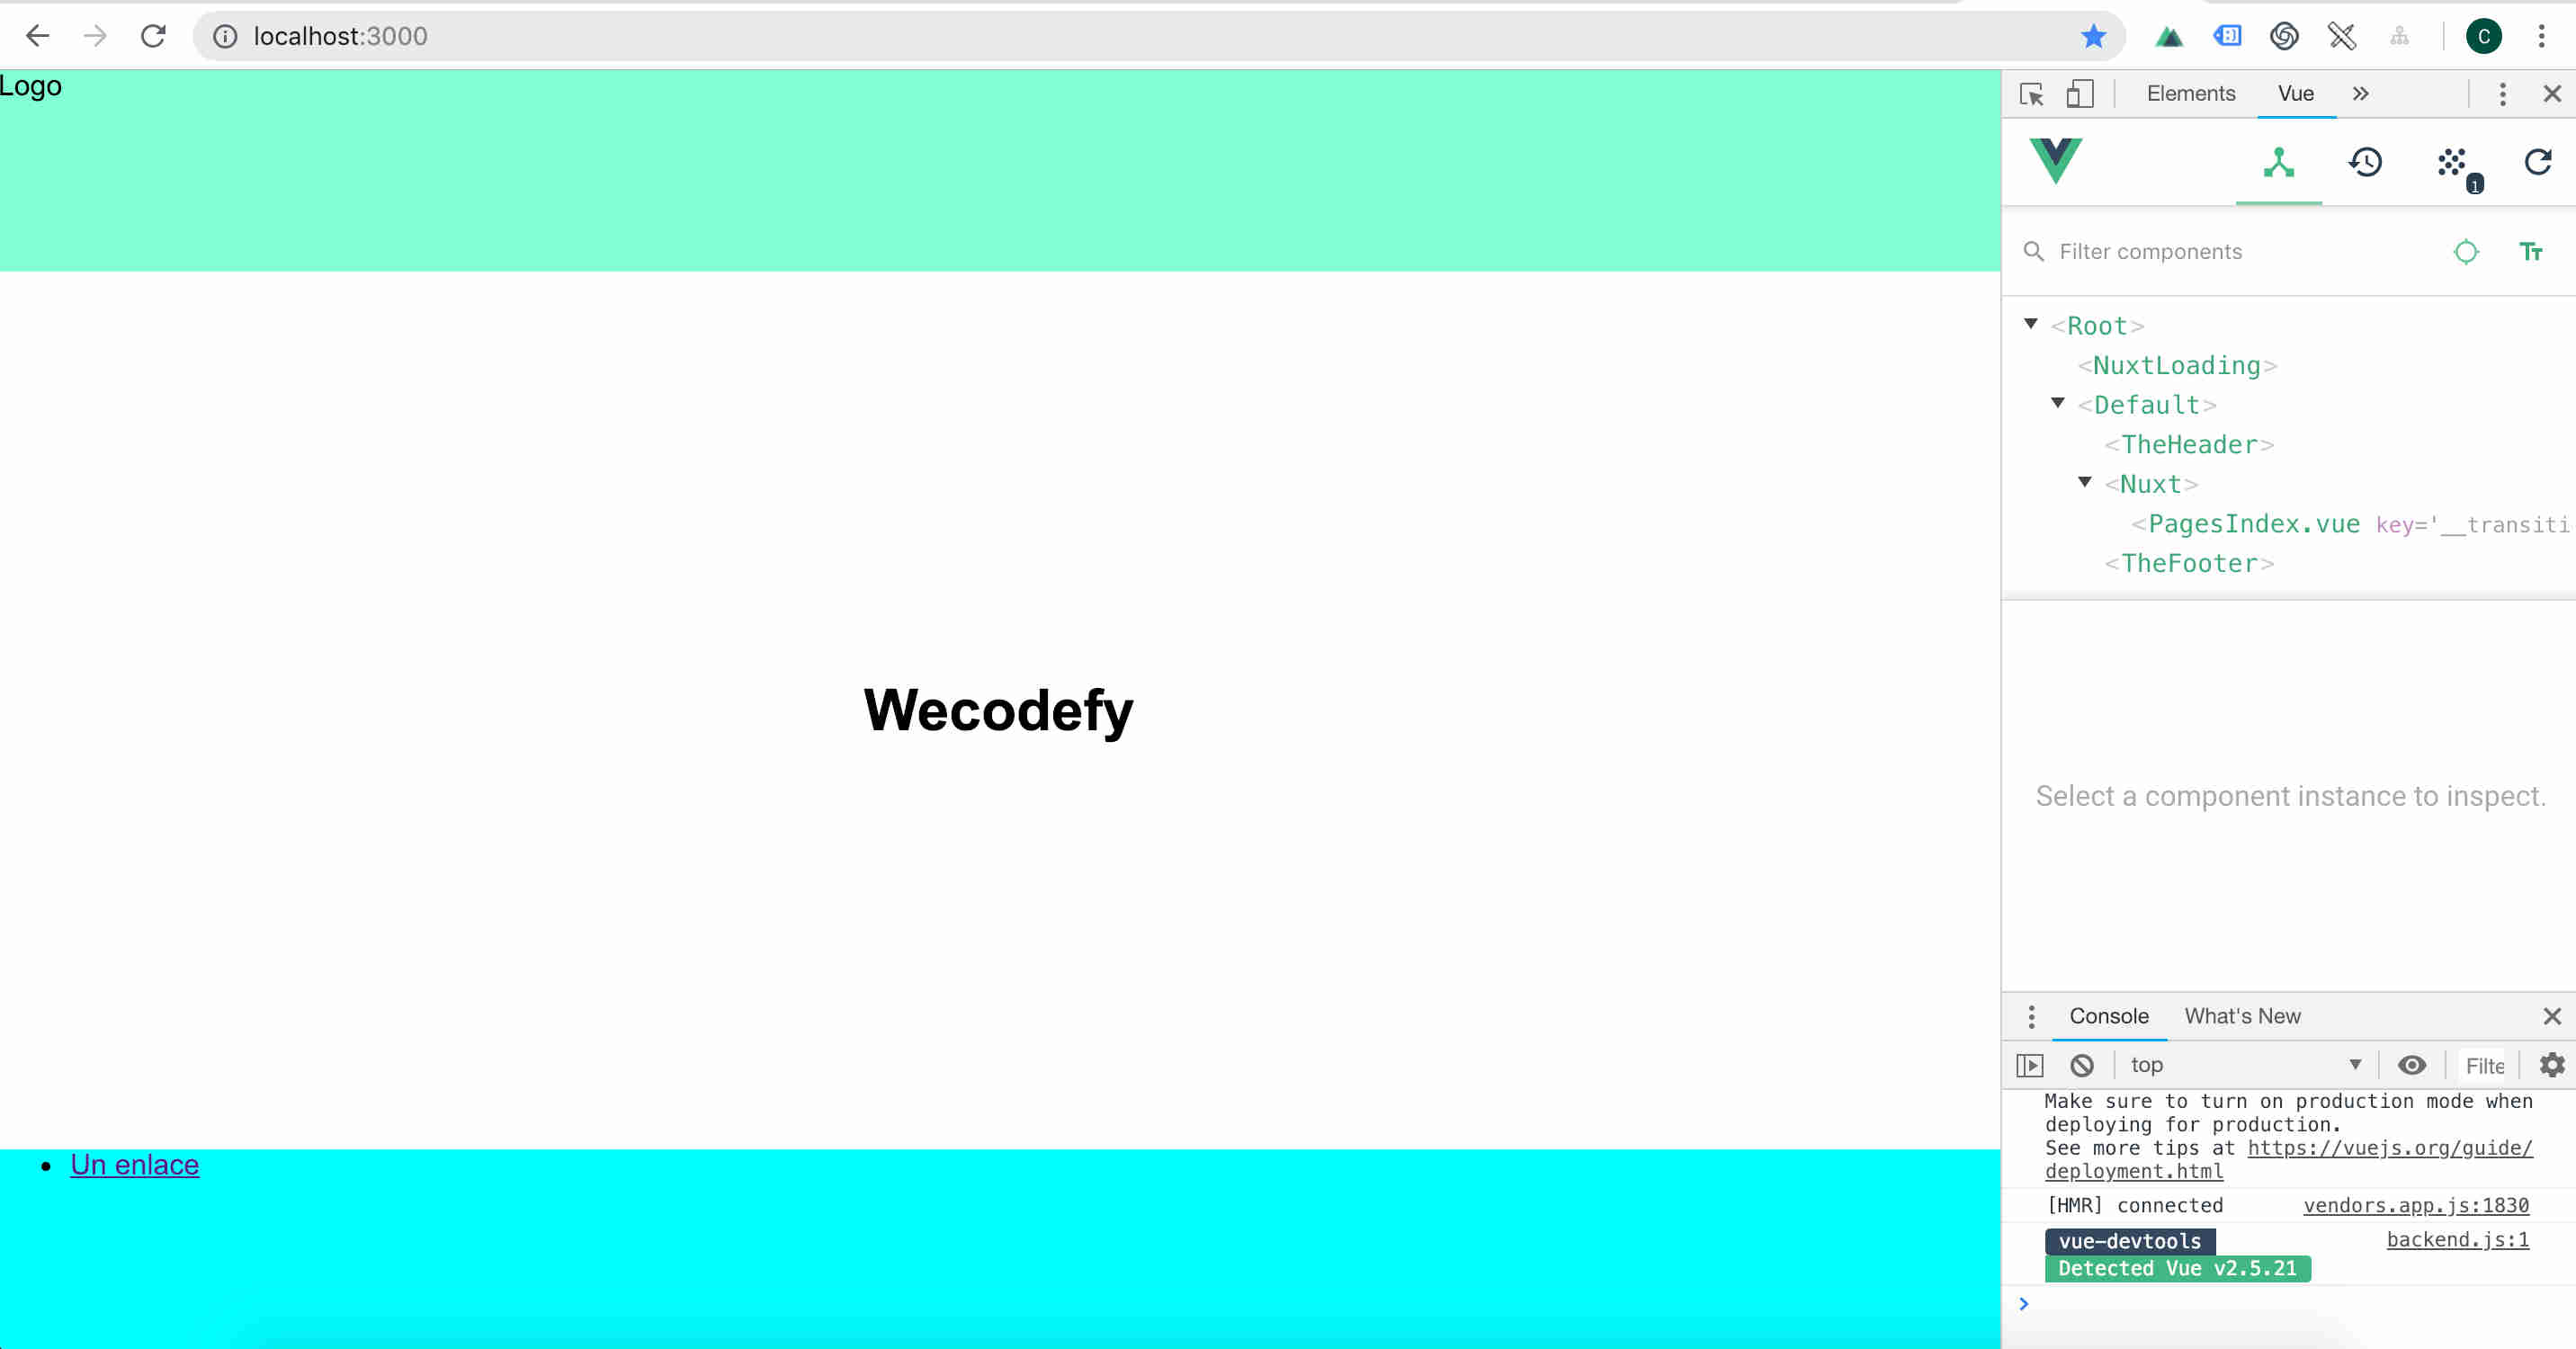 localhost:3000
C
Logo
Wecodefy
• Un enlace
Elements Vue »
1
Filter components
<Root>
<NuxtLoading>
<Default>
<TheHeader>
<Nuxt>
<PagesIndex.vue key='__transiti
<TheFooter>
Select a component instance to inspect.
Console What's New
top Filte
Make sure to turn on production mode when
deploying for production.
See more tips at https://vuejs.org/guide/
deployment.html
[HMR] connected vendors.app.js:1830
vue-devtools backend.js:1
Detected Vue v2.5.21